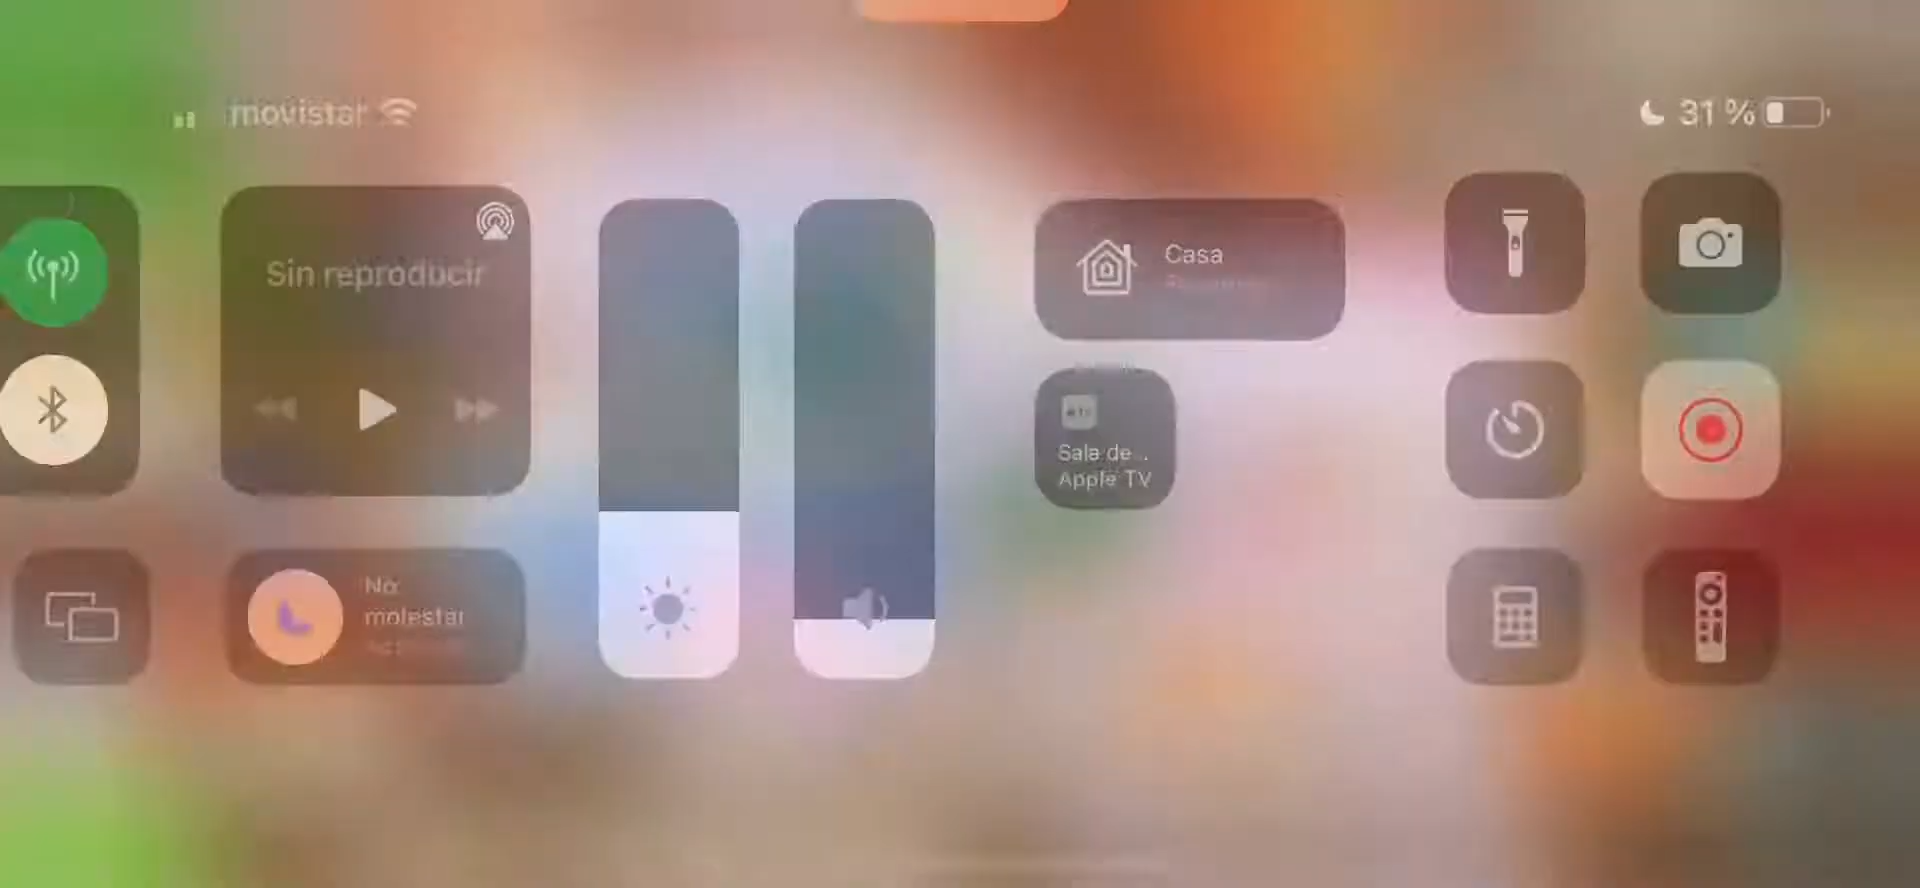 movistar
31 %
Sin reproducir
Casa
Sala de...
Apple TV
No
molestar